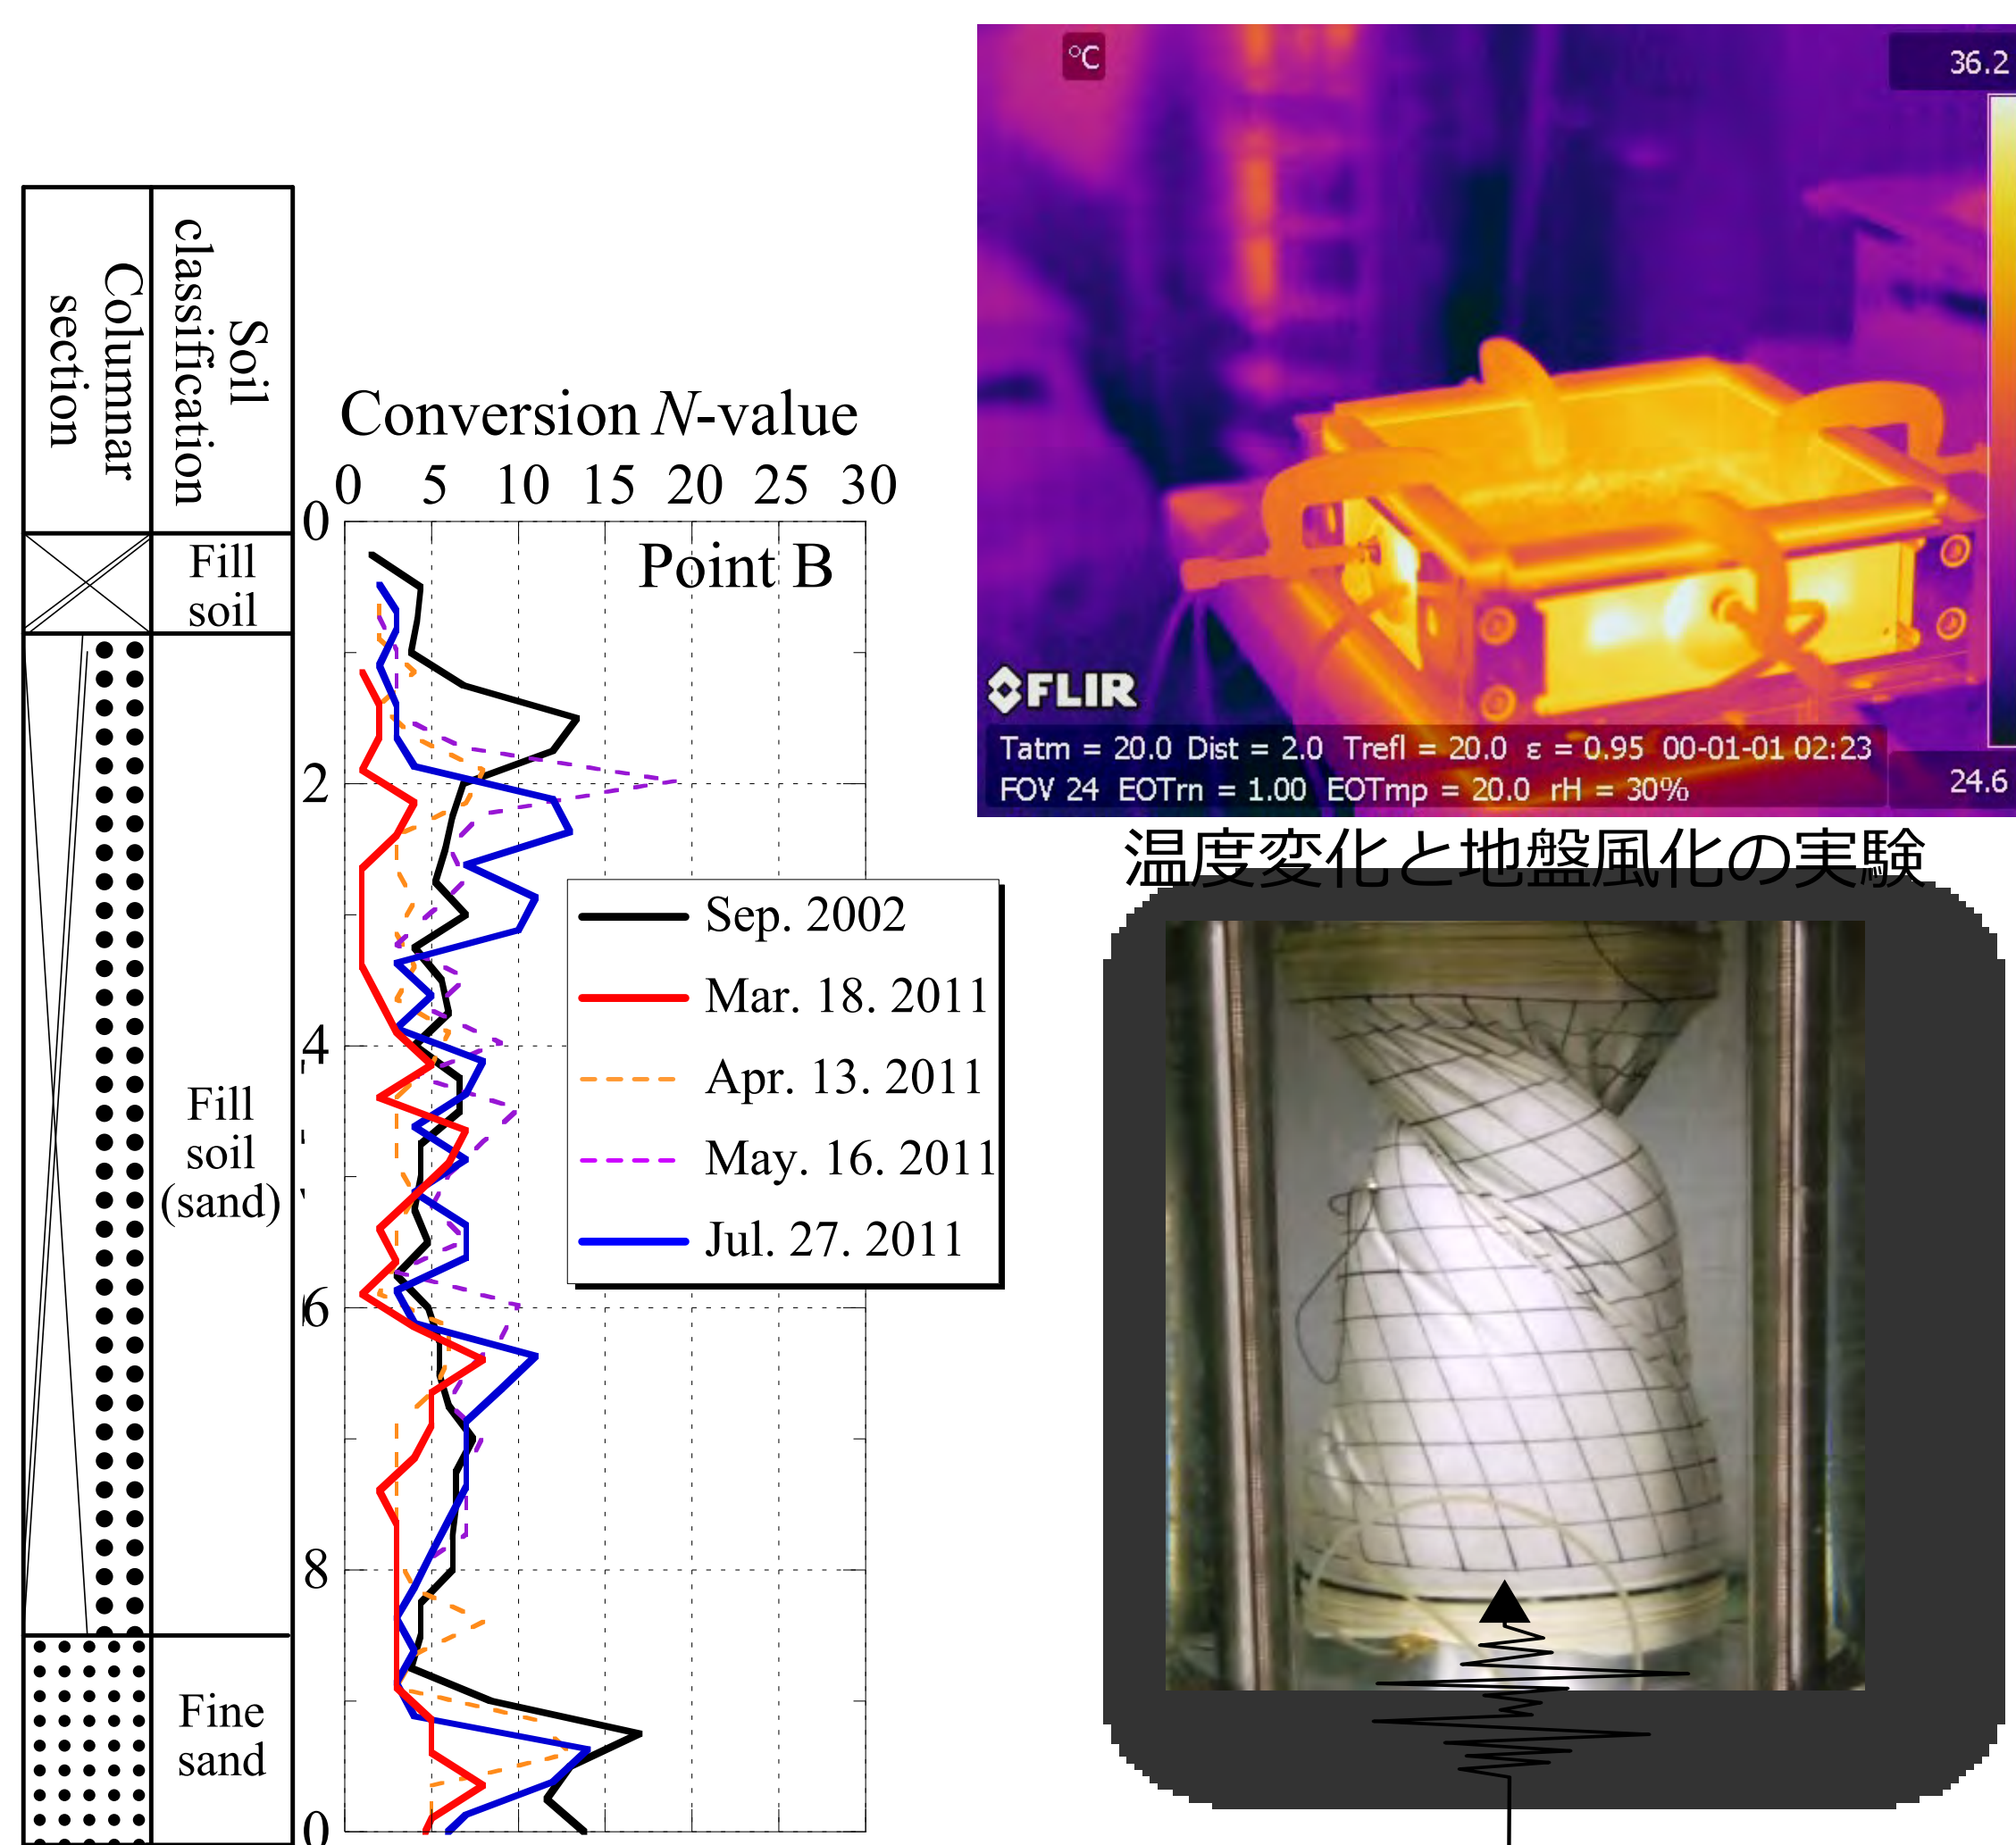 Columnar
section
Soil
classification
Fill
soil
Fill
soil
(sand)
Fine
sand
Conversion N-value
0 5 10 15 20 25 30
0
2
4
6
8
0
Point B
Sep. 2002
Mar. 18. 2011
Apr. 13. 2011
May. 16. 2011
Jul. 27. 2011
°C
36.2
FLIR
Tatm = 20.0 Dist = 2.0 Trefl = 20.0 ε = 0.95 00-01-01 02:23
FOV 24 EOTrn = 1.00 EOTmp = 20.0 rH = 30%
24.6
温度変化と地盤風化の実験